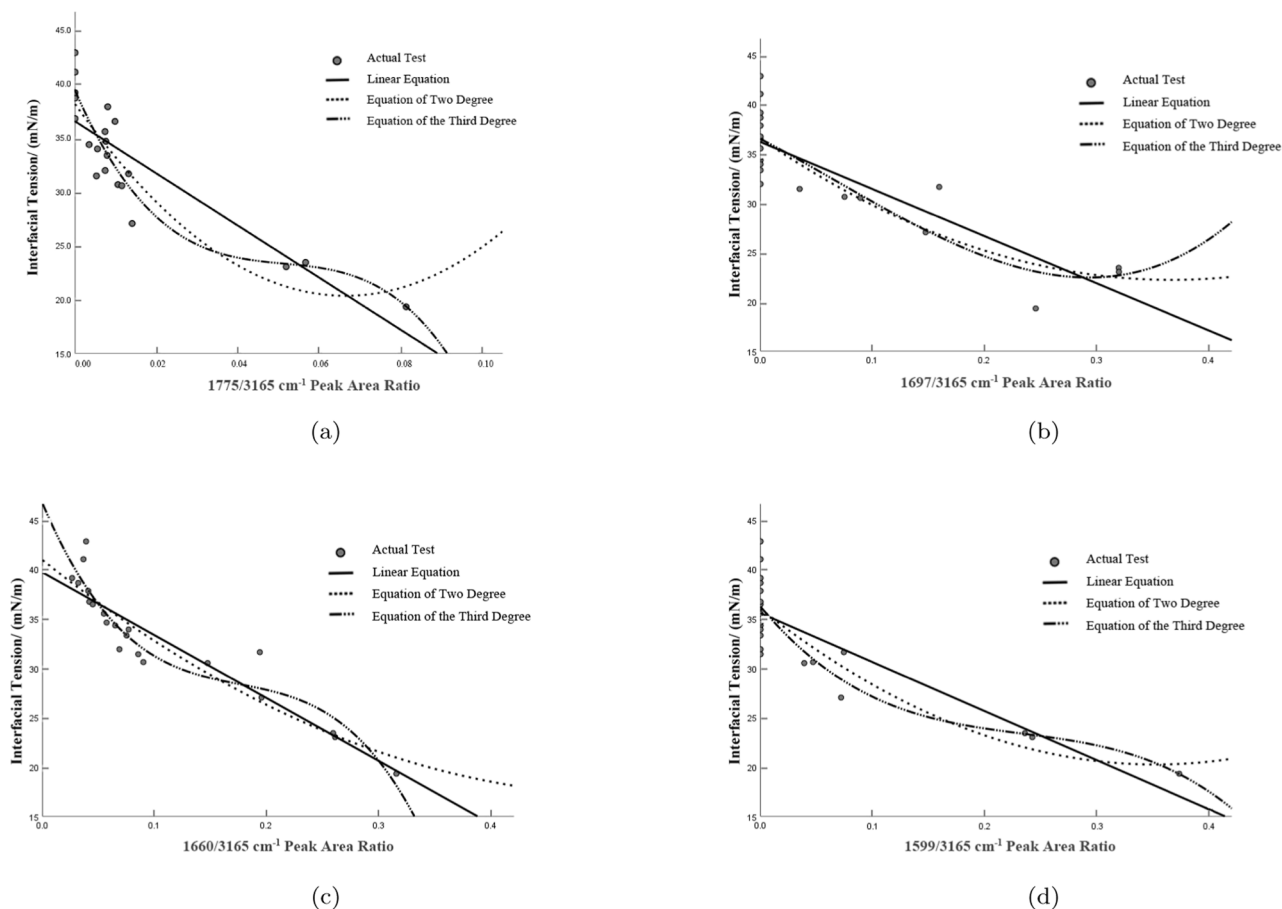 45.0
40.0
35.0
30.0
25.0
20.0
15.0
Interfacial Tension/ (mN/m)
Actual Test
Linear Equation
Equation of Two Degree
Equation of the Third Degree
0.00 0.02 0.04 0.06 0.08 0.10
1775/3165 cm⁻¹ Peak Area Ratio
(a)
45
40
35
30
25
20
15
Interfacial Tension/ (mN/m)
Actual Test
Linear Equation
Equation of Two Degree
Equation of the Third Degree
0.0 0.1 0.2 0.3 0.4
1697/3165 cm⁻¹ Peak Area Ratio
(b)
45
40
35
30
25
20
15
Interfacial Tension/ (mN/m)
Actual Test
Linear Equation
Equation of Two Degree
Equation of the Third Degree
0.0 0.1 0.2 0.3 0.4
1660/3165 cm⁻¹ Peak Area Ratio
(c)
45
40
35
30
25
20
15
Interfacial Tension/ (mN/m)
Actual Test
Linear Equation
Equation of Two Degree
Equation of the Third Degree
0.0 0.1 0.2 0.3 0.4
1599/3165 cm⁻¹ Peak Area Ratio
(d)